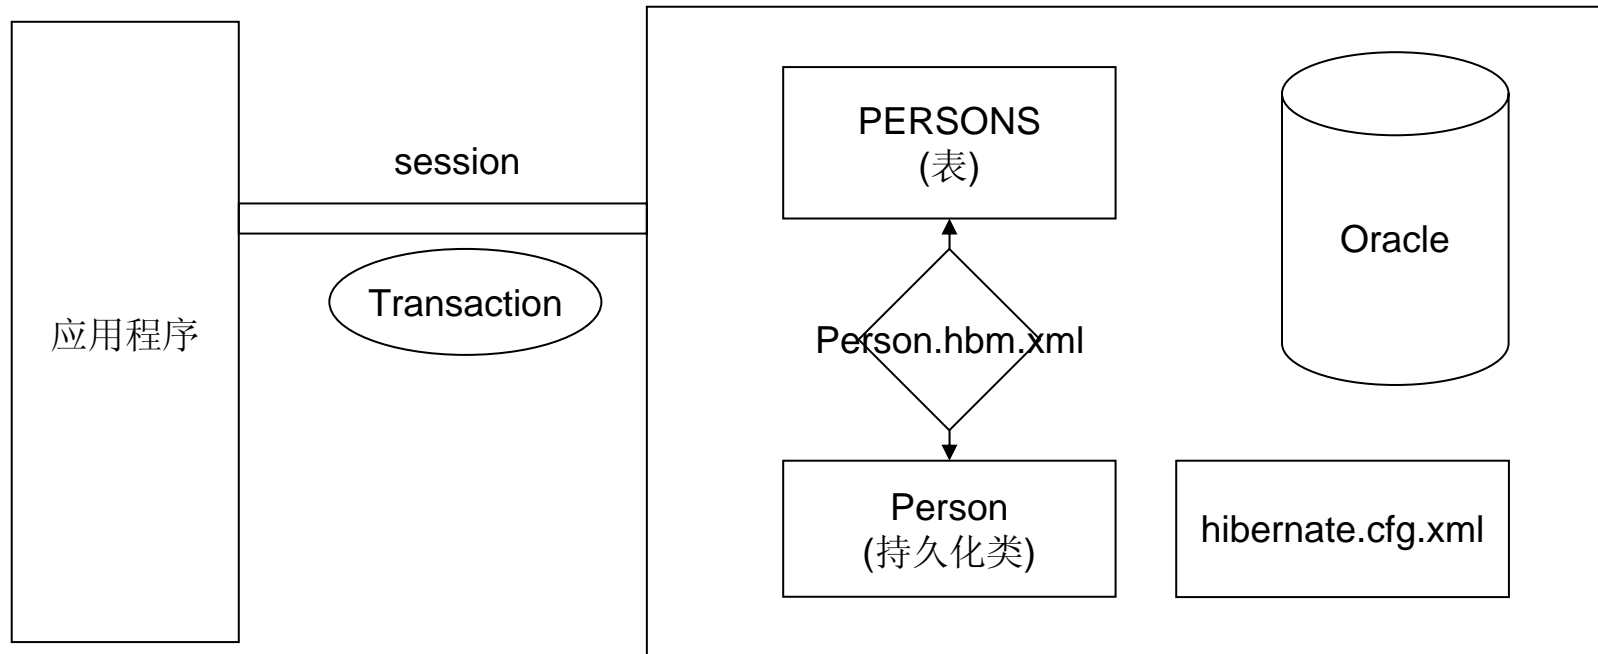 应用程序
session
Transaction
PERSONS
(表)
Person.hbm.xml
Person
(持久化类)
Oracle
hibernate.cfg.xml